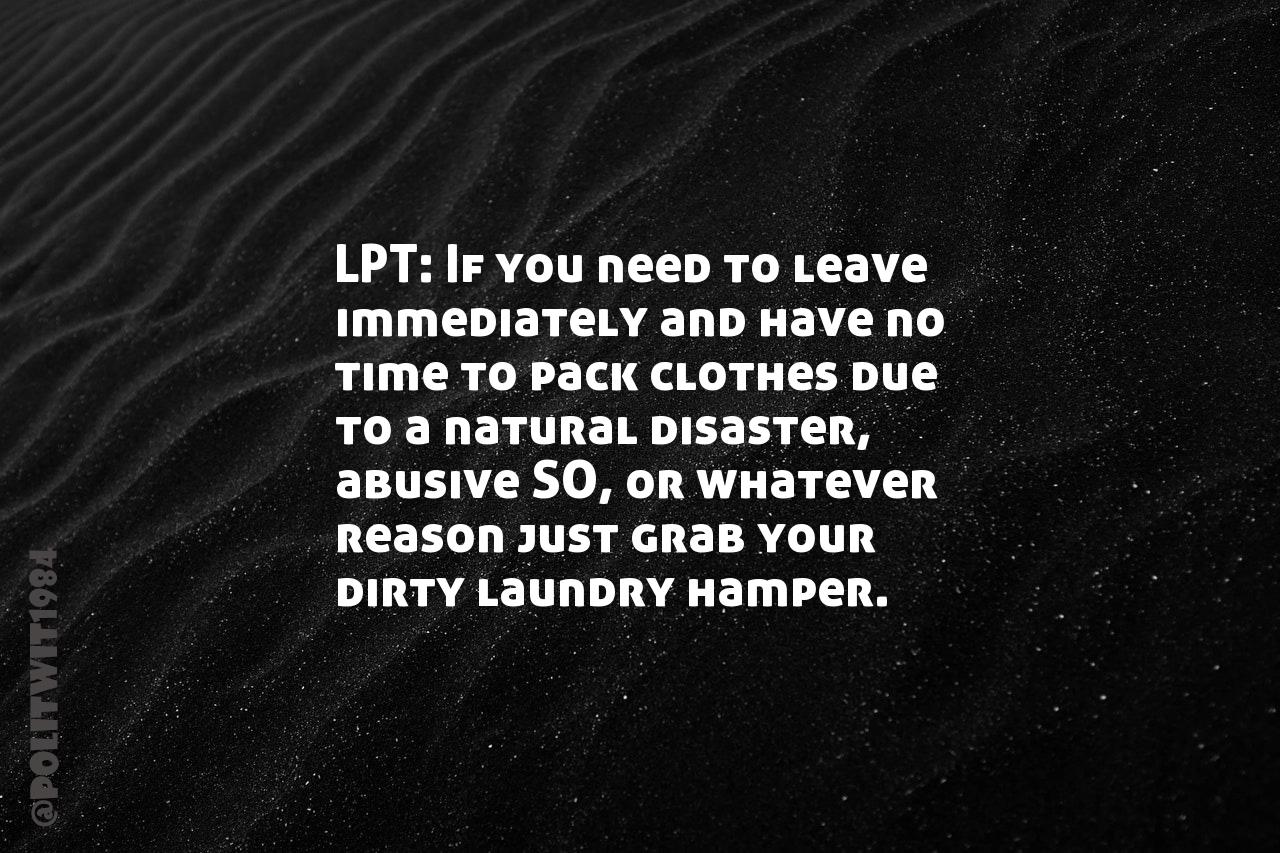 LPT: If you need to leave
immediately and have no
time to pack clothes due
to a natural disaster,
abusive SO, or whatever
reason just grab your
dirty laundry hamper.
@politwit1984